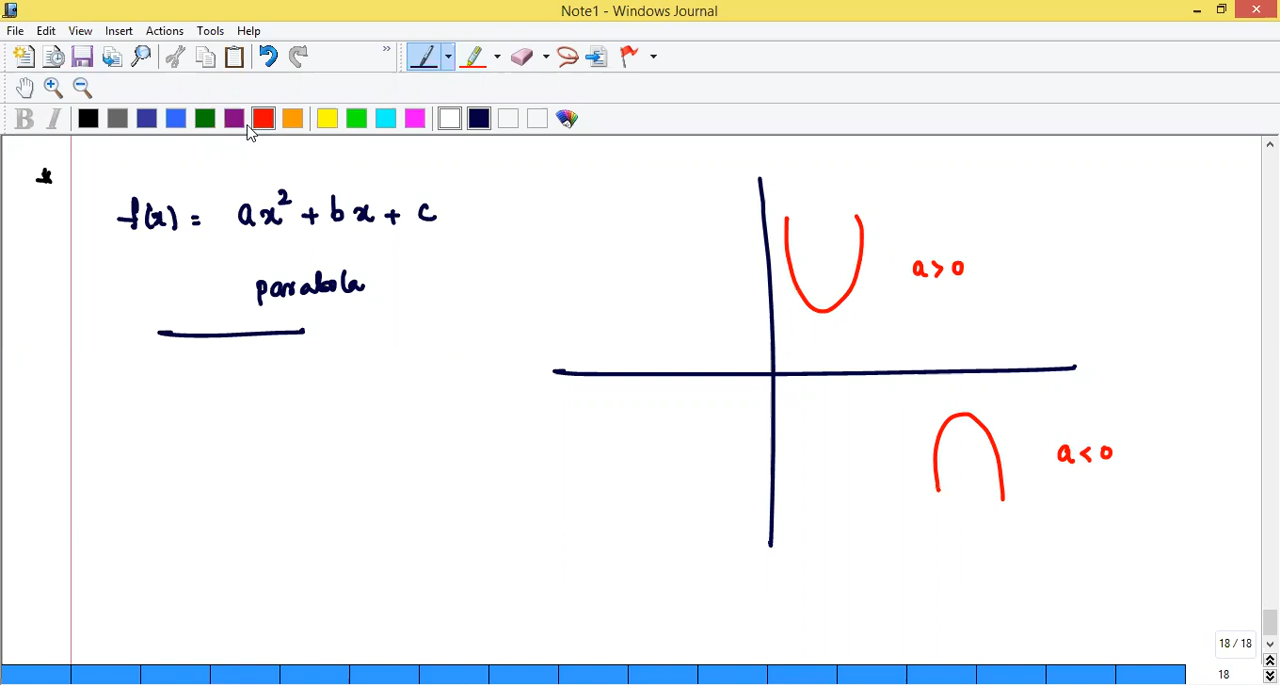 Note1 - Windows Journal
File Edit View Insert Actions Tools Help
B I
f(x) = ax² + bx + c
parabola
a > 0
a < 0
18 / 18
18